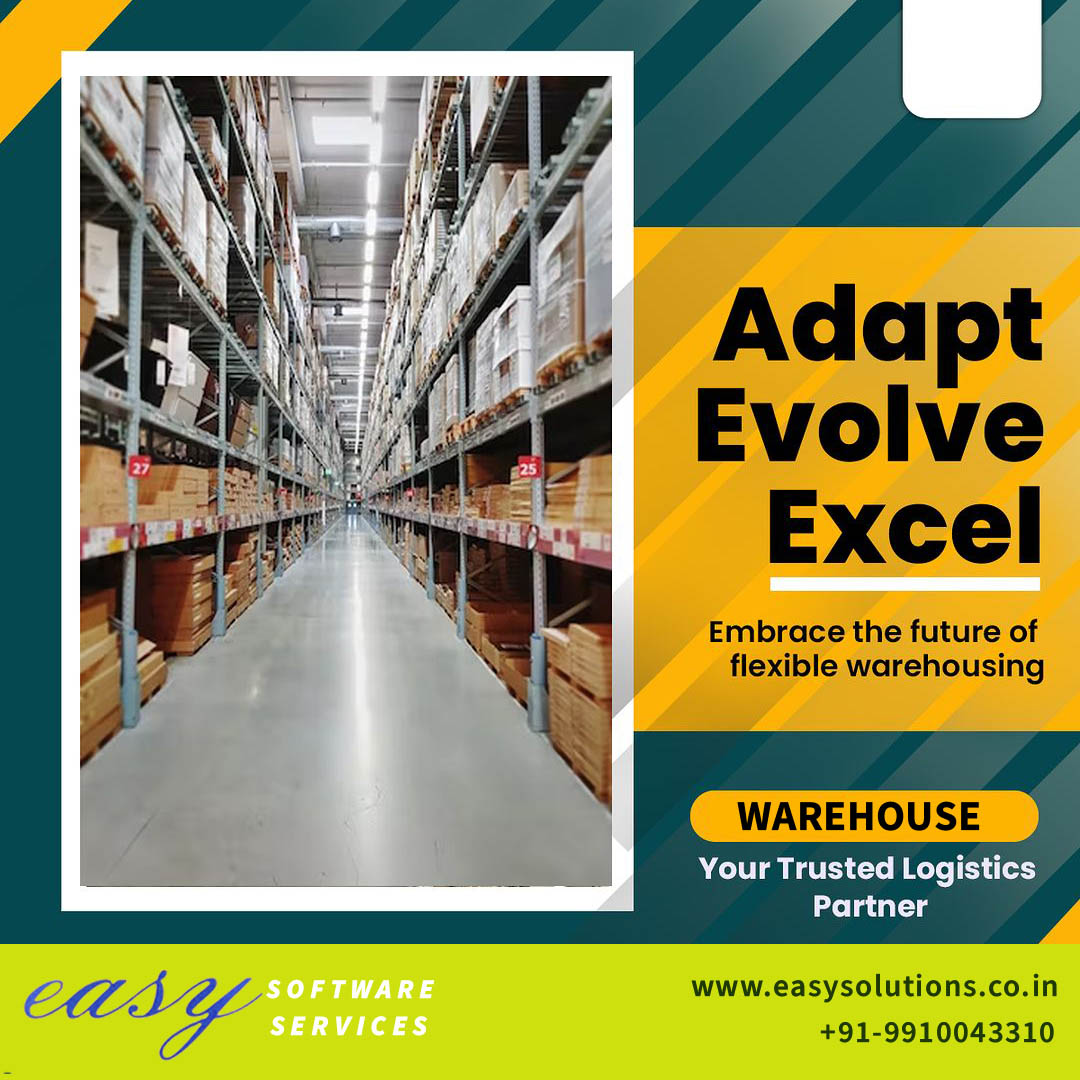 Adapt
Evolve
Excel
Embrace the future of
flexible warehousing
27
25
WAREHOUSE
Your Trusted Logistics
Partner
easy SOFTWARE
SERVICES
www.easysolutions.co.in
+91-9910043310